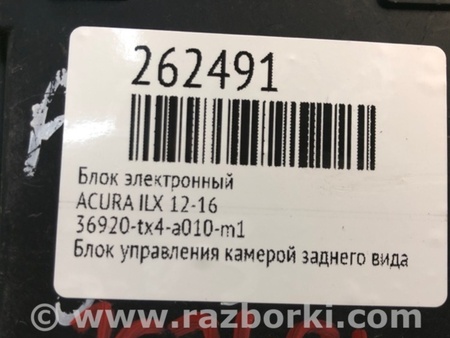 262491
Блок электронный
ACURA ILX 12-16
36920-tx4-a010-m1
Блок управления камерой заднего вида
© www.razborki.com